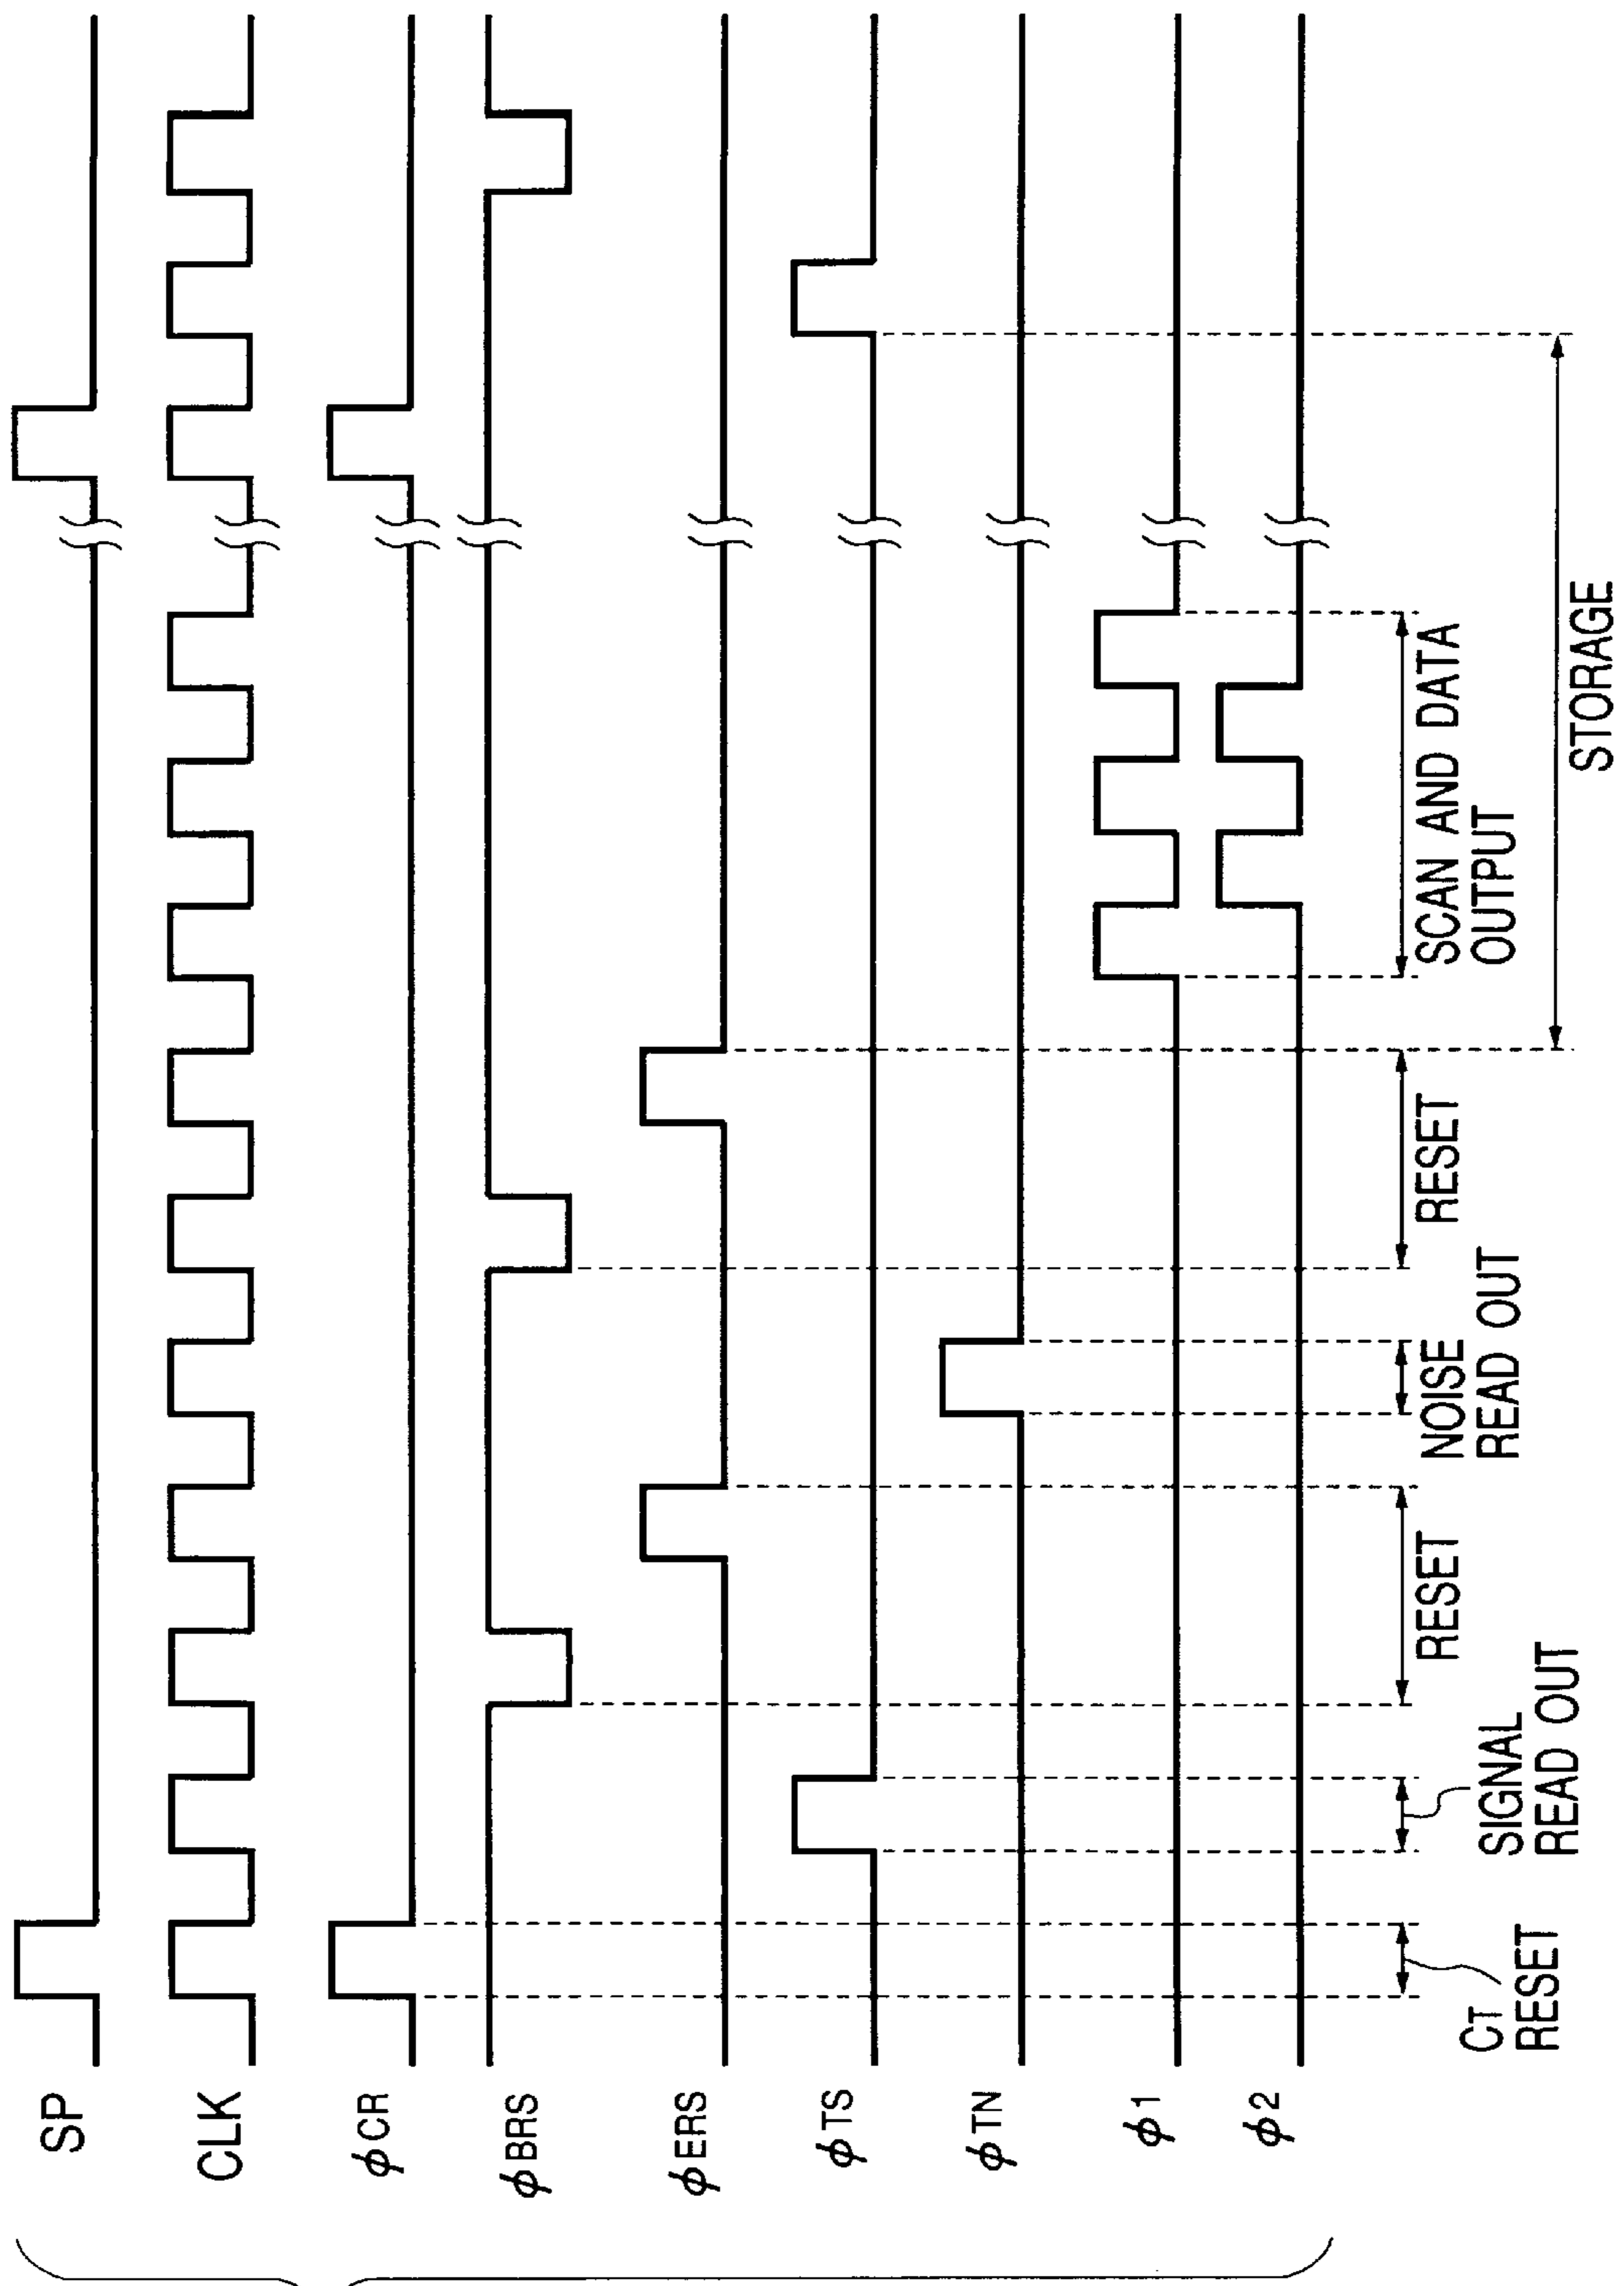 SP
CLK
ϕCR
ϕBRS
ϕERS
ϕTS
ϕTN
ϕ1
ϕ2
CT
RESET
SIGNAL
READ OUT
RESET
NOISE
READ OUT
RESET
SCAN AND DATA
OUTPUT
STORAGE